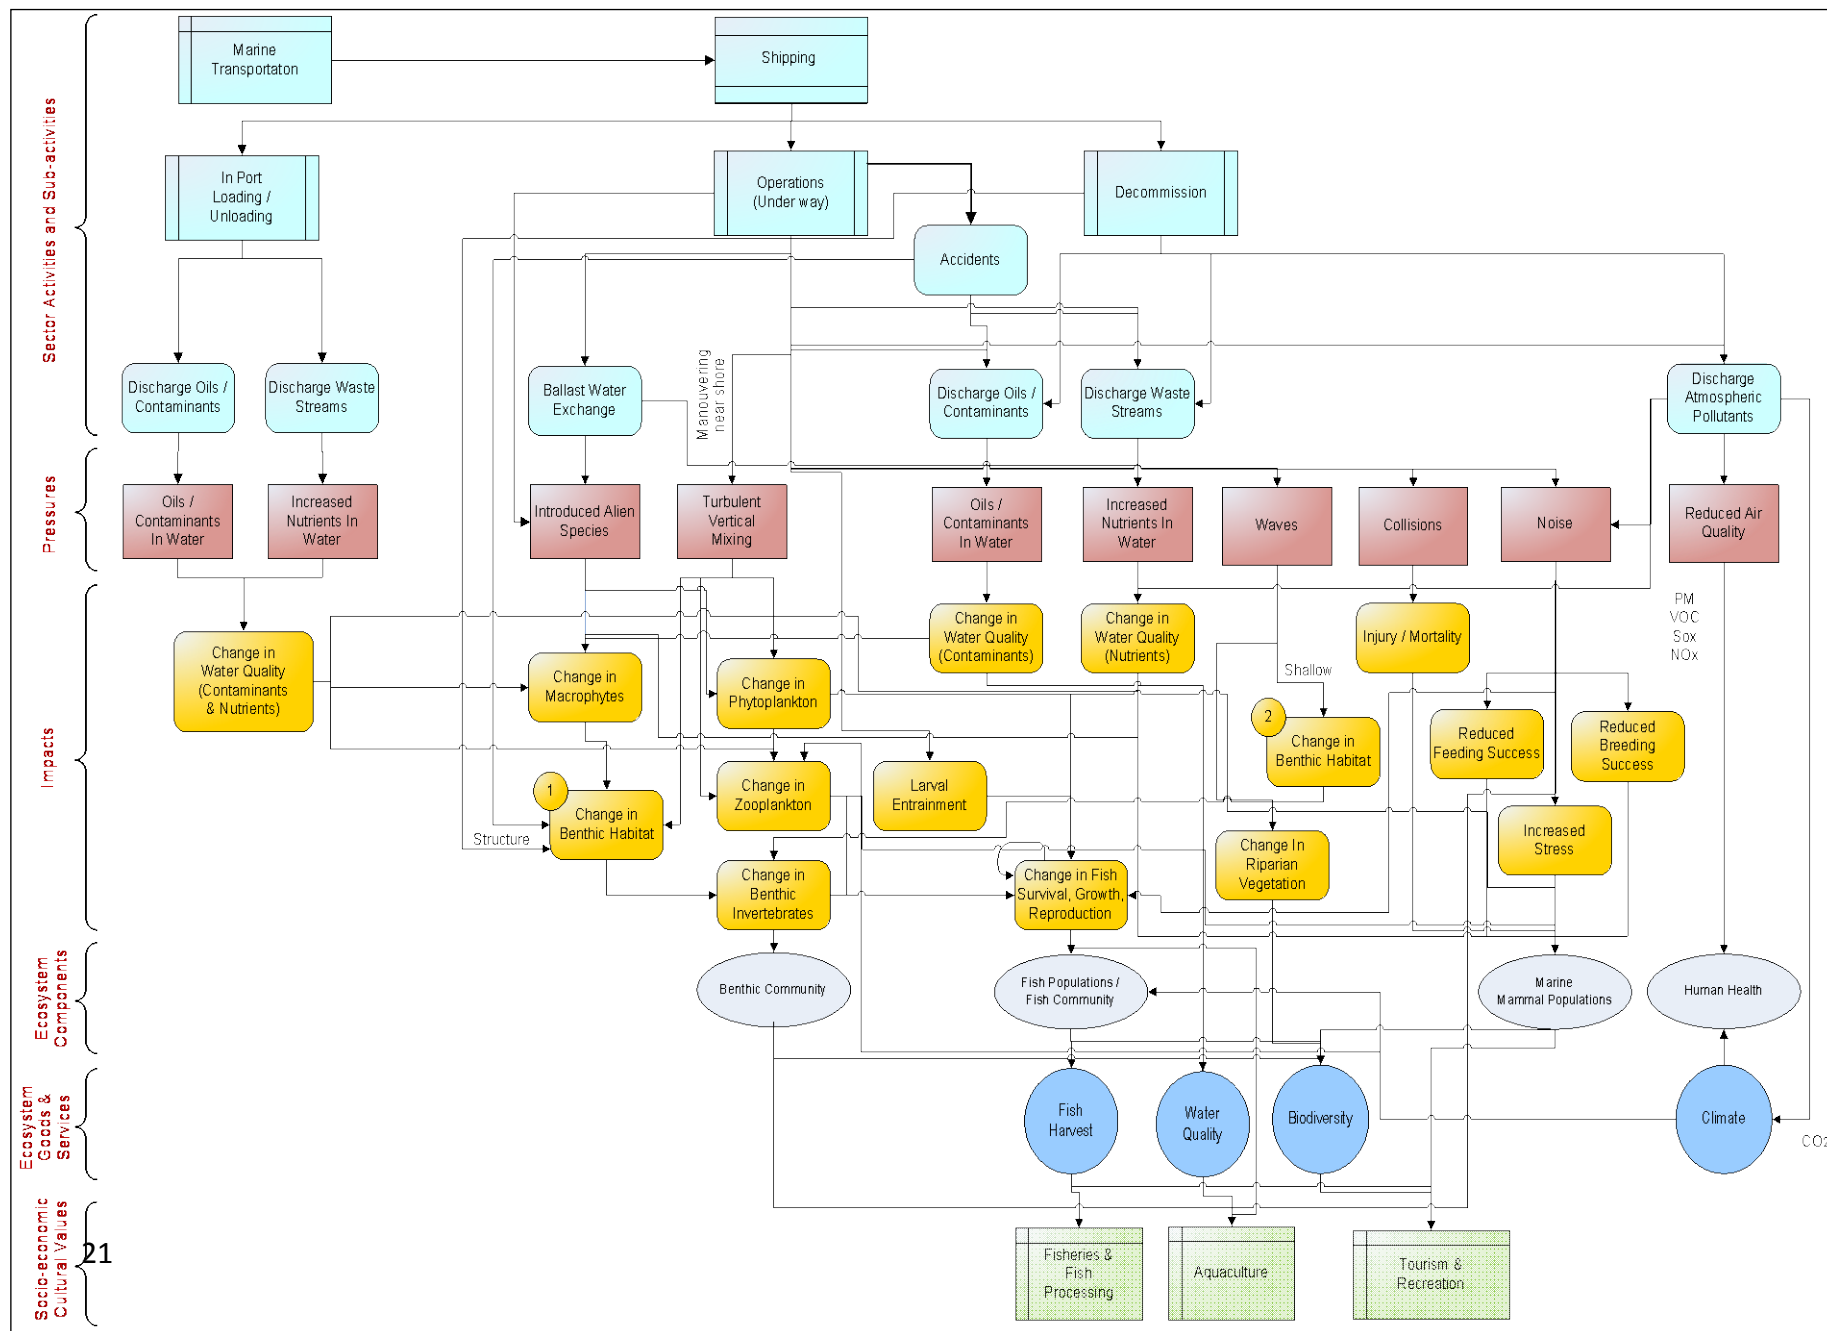 Marine
Transportaton
Shipping
Sector Activities and Sub-activities
In Port
Loading /
Unloading
Operations
(Under way)
Decommission
Accidents
Discharge Oils /
Contaminants
Discharge Waste
Streams
Ballast Water
Exchange
Manouvering
near shore
Discharge Oils /
Contaminants
Discharge Waste
Streams
Discharge
Atmospheric
Pollutants
Pressures
Oils /
Contaminants
In Water
Increased
Nutrients In
Water
Introduced Alien
Species
Turbulent
Vertical
Mixing
Oils /
Contaminants
In Water
Increased
Nutrients In
Water
Waves
Collisions
Noise
Reduced Air
Quality
PM
VOC
Sox
NOx
Impacts
Change in
Water Quality
(Contaminants
& Nutrients)
Change in
Macrophytes
Change in
Phytoplankton
Change in
Water Quality
(Contaminants)
Change in
Water Quality
(Nutrients)
Injury / Mortality
Shallow
2
Change in
Benthic Habitat
Reduced
Feeding Success
Reduced
Breeding
Success
1
Change in
Benthic Habitat
Structure
Change in
Zooplankton
Larval
Entrainment
Increased
Stress
Change in
Benthic
Invertebrates
Change in Fish
Survival, Growth,
Reproduction
Change In
Riparian
Vegetation
Ecosystem
Components
Benthic Community
Fish Populations /
Fish Community
Marine
Mammal Populations
Human Health
Ecosystem
Goods &
Services
Fish
Harvest
Water
Quality
Biodiversity
Climate
CO2
Socio-economic
Cultural Values
21
Fisheries &
Fish
Processing
Aquaculture
Tourism &
Recreation